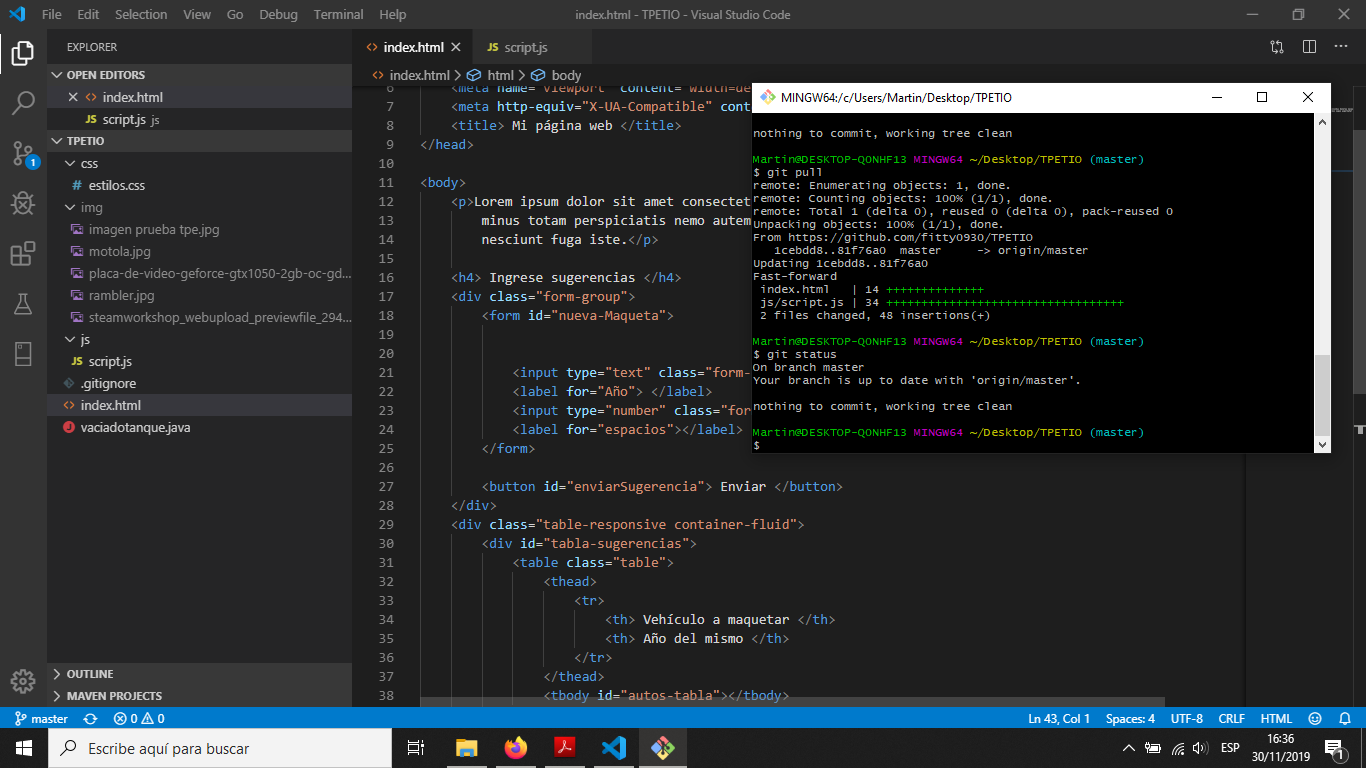 File Edit Selection View Go Debug Terminal Help
index.html - TPETIO - Visual Studio Code
EXPLORER
OPEN EDITORS
index.html
JS script.js js
TPETIO
css
# estilos.css
img
imagen prueba tpe.jpg
motola.jpg
placa-de-video-geforce-gtx1050-2gb-oc-gd...
rambler.jpg
steamworkshop_webupload_previewfile_294...
js
JS script.js
.gitignore
index.html
vaciadotanque.java
OUTLINE
MAVEN PROJECTS
1
index.html
JS script.js
index.html > html > body
6 <meta name="viewport" content="width=de
7 <meta http-equiv="X-UA-Compatible" cont
8 <title> Mi página web </title>
9 </head>
10
11 <body>
12 <p>Lorem ipsum dolor sit amet consectet
13 minus totam perspiciatis nemo autem
14 nesciunt fuga iste.</p>
15
16 <h4> Ingrese sugerencias </h4>
17 <div class="form-group">
18 <form id="nueva-Maqueta">
19
20
21 <input type="text" class="form-
22 <label for="Año"> </label>
23 <input type="number" class="for
24 <label for="espacios"></label>
25 </form>
26
27 <button id="enviarSugerencia"> Enviar </button>
28 </div>
29 <div class="table-responsive container-fluid">
30 <div id="tabla-sugerencias">
31 <table class="table">
32 <thead>
33 <tr>
34 <th> Vehículo a maquetar </th>
35 <th> Año del mismo </th>
36 </tr>
37 </thead>
38 <tbody id="autos-tabla"></tbody>
MINGW64:/c/Users/Martin/Desktop/TPETIO
nothing to commit, working tree clean
Martin@DESKTOP-Q0NHF13 MINGW64 ~/Desktop/TPETIO (master)
$ git pull
remote: Enumerating objects: 1, done.
remote: Counting objects: 100% (1/1), done.
remote: Total 1 (delta 0), reused 0 (delta 0), pack-reused 0
Unpacking objects: 100% (1/1), done.
From https://github.com/fitty0930/TPETIO
1cebdd8..81f76a0 master -> origin/master
Updating 1cebdd8..81f76a0
Fast-forward
index.html | 14 ++++++++++++++
js/script.js | 34 ++++++++++++++++++++++++++++++++++
2 files changed, 48 insertions(+)
Martin@DESKTOP-Q0NHF13 MINGW64 ~/Desktop/TPETIO (master)
$ git status
On branch master
Your branch is up to date with 'origin/master'.
nothing to commit, working tree clean
Martin@DESKTOP-Q0NHF13 MINGW64 ~/Desktop/TPETIO (master)
$
master 0 0
Ln 43, Col 1 Spaces: 4 UTF-8 CRLF HTML
Escribe aquí para buscar
ESP
16:36
30/11/2019
1